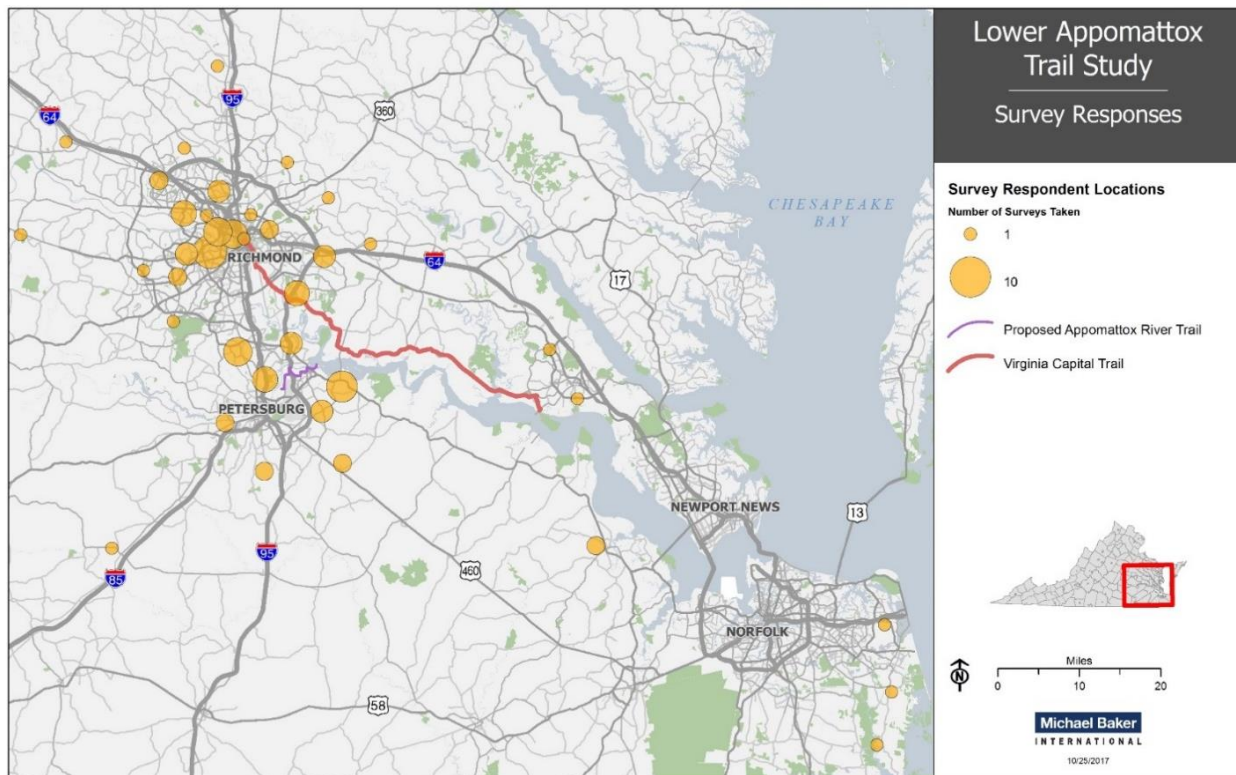 Lower Appomattox
Trail Study
Survey Responses
Survey Respondent Locations
Number of Surveys Taken
1
10
Proposed Appomattox River Trail
Virginia Capital Trail
Miles
0 10 20
N
Michael Baker
INTERNATIONAL
10/25/2017
95
64
360
CHESAPEAKE
BAY
RICHMOND
64
17
PETERSBURG
NEWPORT NEWS
13
95
460
85
NORFOLK
58